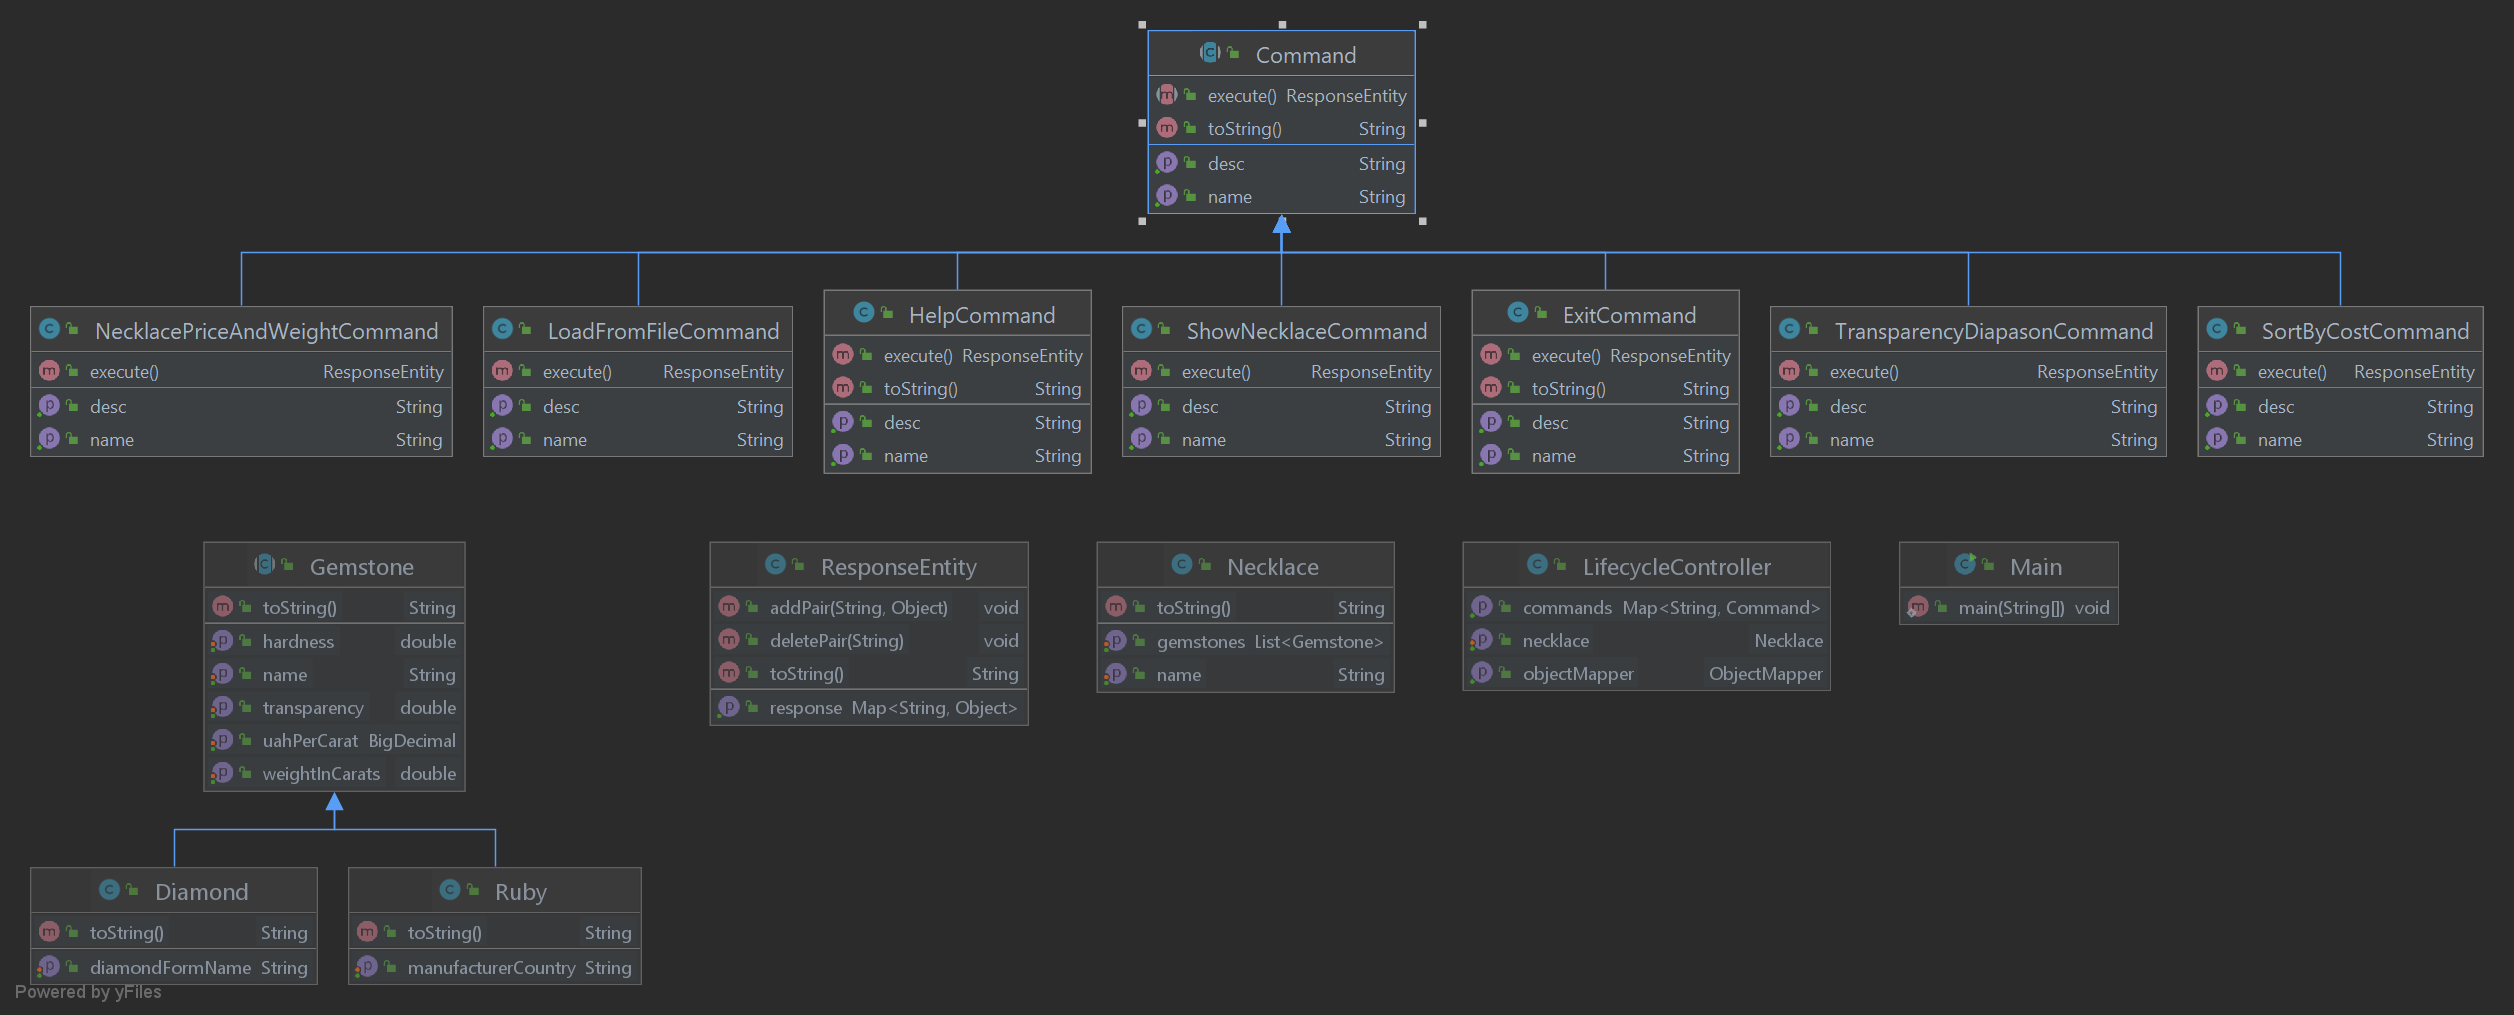 Command
execute() ResponseEntity
toString() String
desc String
name String
NecklacePriceAndWeightCommand
execute() ResponseEntity
desc String
name String
LoadFromFileCommand
execute() ResponseEntity
desc String
name String
HelpCommand
execute() ResponseEntity
toString() String
desc String
name String
ShowNecklaceCommand
execute() ResponseEntity
desc String
name String
ExitCommand
execute() ResponseEntity
toString() String
desc String
name String
TransparencyDiapasonCommand
execute() ResponseEntity
desc String
name String
SortByCostCommand
execute() ResponseEntity
desc String
name String
Gemstone
toString() String
hardness double
name String
transparency double
uahPerCarat BigDecimal
weightInCarats double
ResponseEntity
addPair(String, Object) void
deletePair(String) void
toString() String
response Map<String, Object>
Necklace
toString() String
gemstones List<Gemstone>
name String
LifecycleController
commands Map<String, Command>
necklace Necklace
objectMapper ObjectMapper
Main
main(String[]) void
Diamond
toString() String
diamondFormName String
Ruby
toString() String
manufacturerCountry String
Powered by yFiles